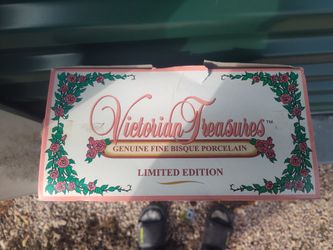 Victorian Treasures™
GENUINE FINE BISQUE PORCELAIN
LIMITED EDITION